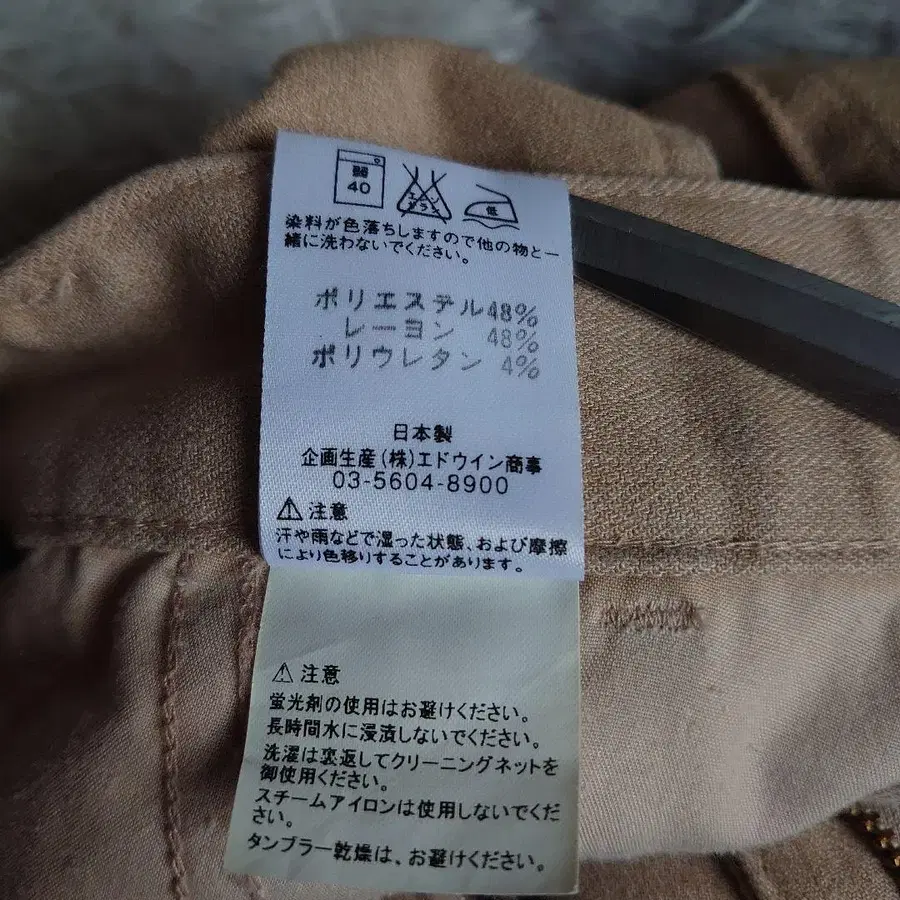 弱
40
エンソ
サラシ
低
染料が色落ちしますので他の物と一
緒に洗わないでください。
ポリエステル48%
レーヨン 48%
ポリウレタン 4%
日本製
企画生産(株)エドウイン商事
03-5604-8900
⚠ 注意
汗や雨などで湿った状態、および摩擦
により色移りすることがあります。
⚠ 注意
蛍光剤の使用はお避けください。
長時間水に浸漬しないでください。
洗濯は裏返してクリーニングネットを
御使用ください。
スチームアイロンは使用しないでくだ
さい。
タンブラー乾燥は、お避けください。